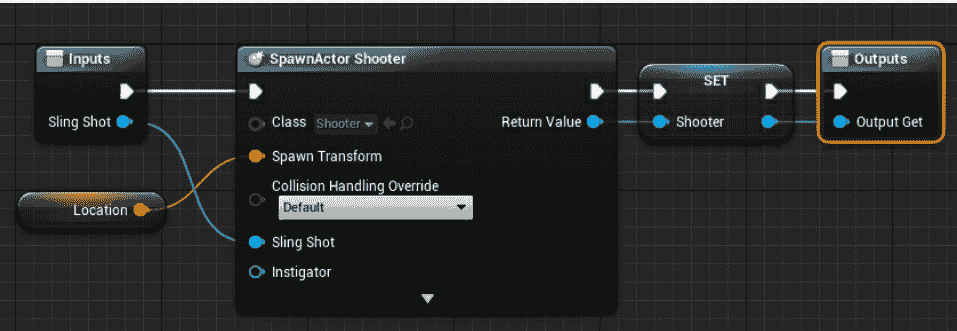 Inputs
Sling Shot
Location
SpawnActor Shooter
Class Shooter
Return Value
Spawn Transform
Collision Handling Override
Default
Sling Shot
Instigator
SET
Shooter
Outputs
Output Get